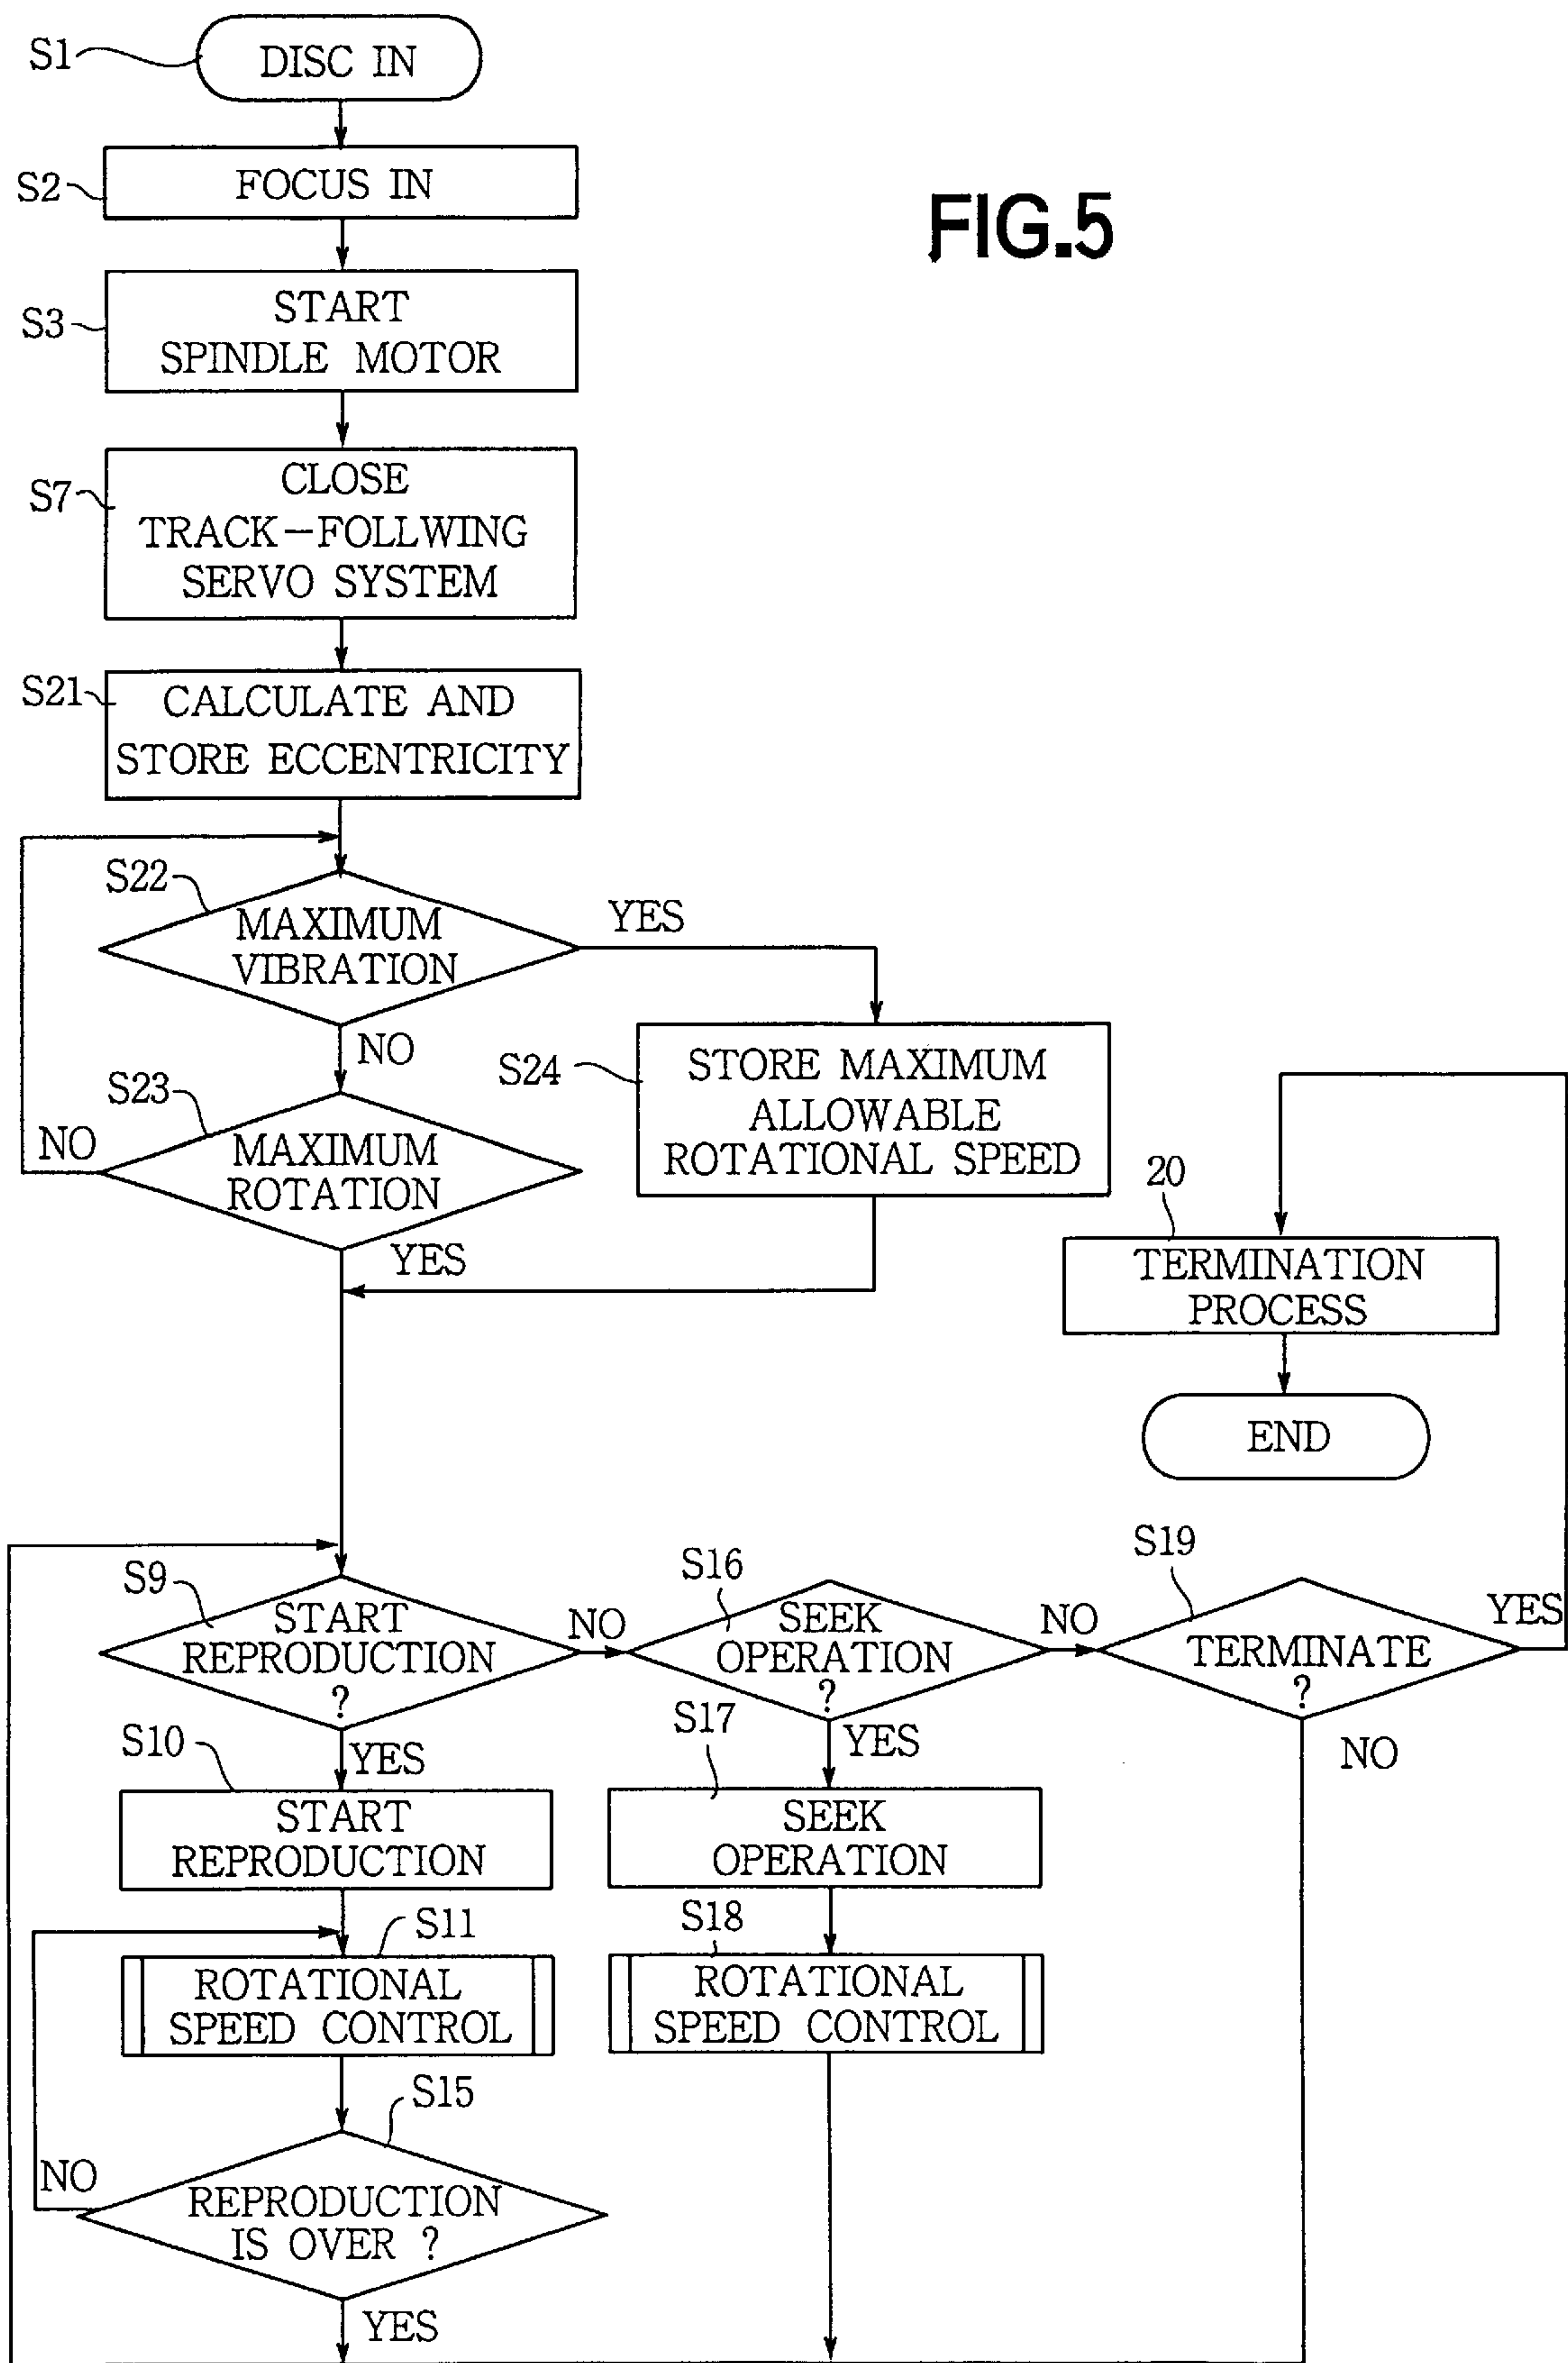 S1
DISC IN
S2
FOCUS IN
FIG.5
S3
START
SPINDLE MOTOR
S7
CLOSE
TRACK-FOLLWING
SERVO SYSTEM
S21
CALCULATE AND
STORE ECCENTRICITY
S22
MAXIMUM
VIBRATION
YES
NO
S24
STORE MAXIMUM
ALLOWABLE
ROTATIONAL SPEED
S23
NO
MAXIMUM
ROTATION
YES
20
TERMINATION
PROCESS
END
S9
START
REPRODUCTION
?
NO
S16
SEEK
OPERATION
?
NO
S19
TERMINATE
?
YES
NO
YES
S10
START
REPRODUCTION
YES
S17
SEEK
OPERATION
S11
ROTATIONAL
SPEED CONTROL
S18
ROTATIONAL
SPEED CONTROL
S15
NO
REPRODUCTION
IS OVER ?
YES